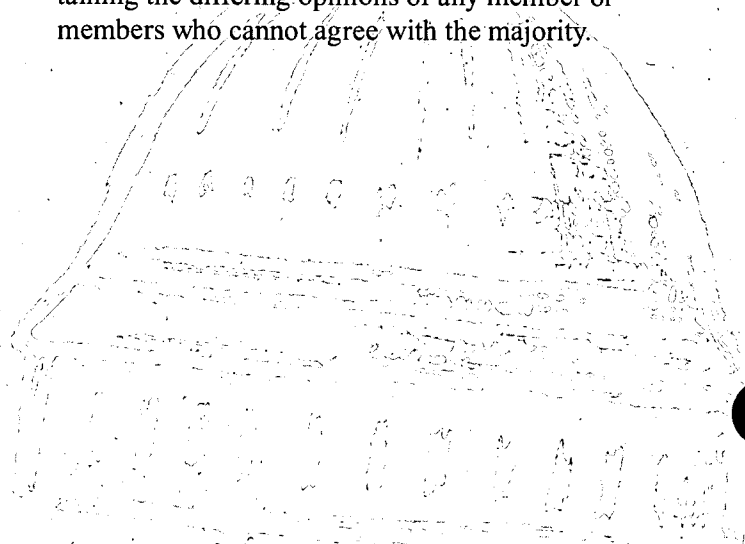 taining the differing opinions of any member or
members who cannot agree with the majority.